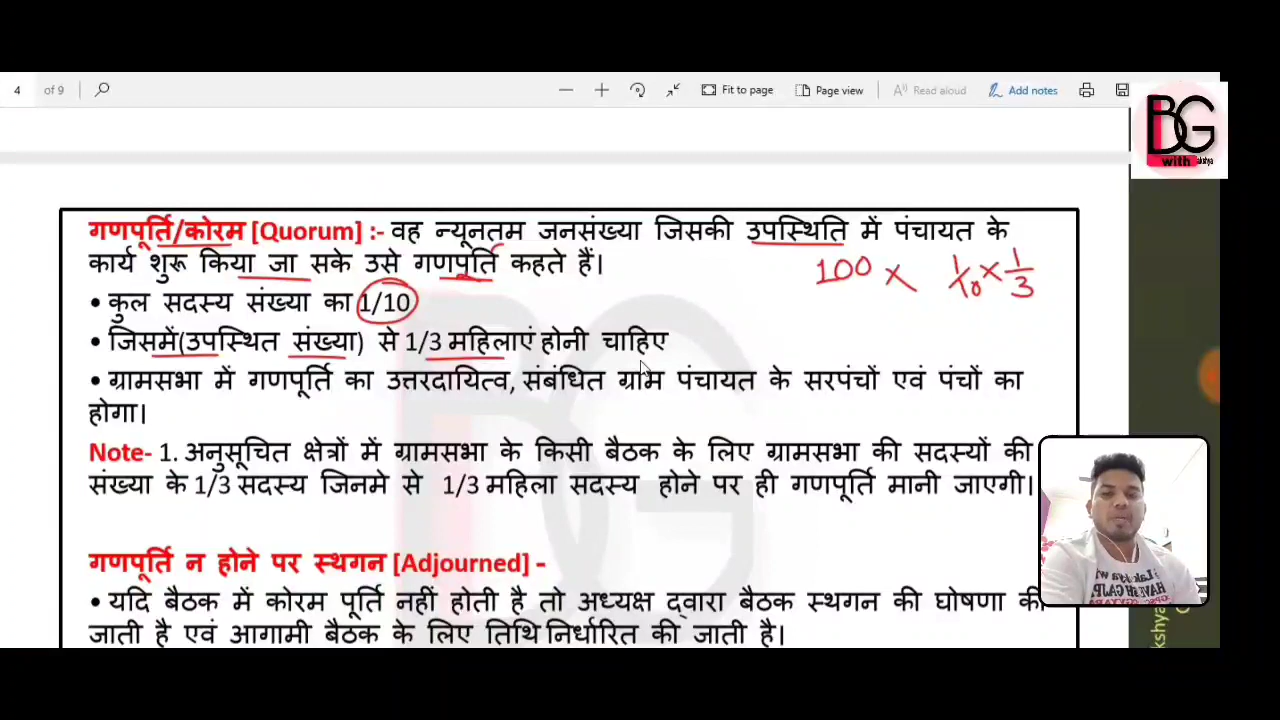 4 of 9 Fit to page Page view Read aloud Add notes
BG
with akshya
गणपूर्ति/कोरम [Quorum] :- वह न्यूनतम जनसंख्या जिसकी उपस्थिति में पंचायत के
कार्य शुरू किया जा सके उसे गणपूर्ति कहते हैं।
100 × 1/10 × 1/3
• कुल सदस्य संख्या का 1/10
• जिसमें(उपस्थित संख्या) से 1/3 महिलाएं होनी चाहिए
• ग्रामसभा में गणपूर्ति का उत्तरदायित्व, संबंधित ग्राम पंचायत के सरपंचों एवं पंचों का
होगा।
Note- 1. अनुसूचित क्षेत्रों में ग्रामसभा के किसी बैठक के लिए ग्रामसभा की सदस्यों की
संख्या के 1/3 सदस्य जिनमे से 1/3 महिला सदस्य होने पर ही गणपूर्ति मानी जाएगी।
गणपूर्ति न होने पर स्थगन [Adjourned] -
• यदि बैठक में कोरम पूर्ति नहीं होती है तो अध्यक्ष द्वारा बैठक स्थगन की घोषणा की
जाती है एवं आगामी बैठक के लिए तिथि निर्धारित की जाती है।